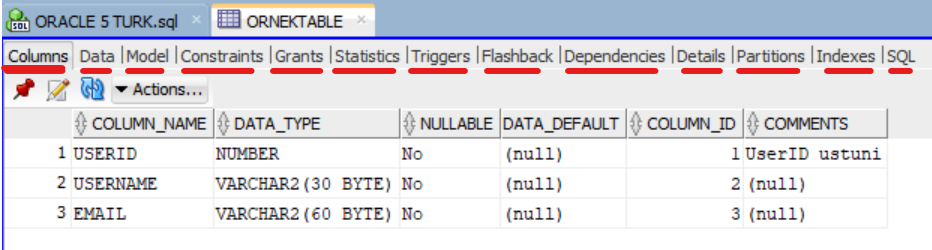 ORACLE 5 TURK.sql × ORNEKTABLE ×
Columns Data Model Constraints Grants Statistics Triggers Flashback Dependencies Details Partitions Indexes SQL
Actions...
COLUMN_NAME DATA_TYPE NULLABLE DATA_DEFAULT COLUMN_ID COMMENTS
1 USERID NUMBER No (null) 1 UserID ustuni
2 USERNAME VARCHAR2(30 BYTE) No (null) 2 (null)
3 EMAIL VARCHAR2(60 BYTE) No (null) 3 (null)